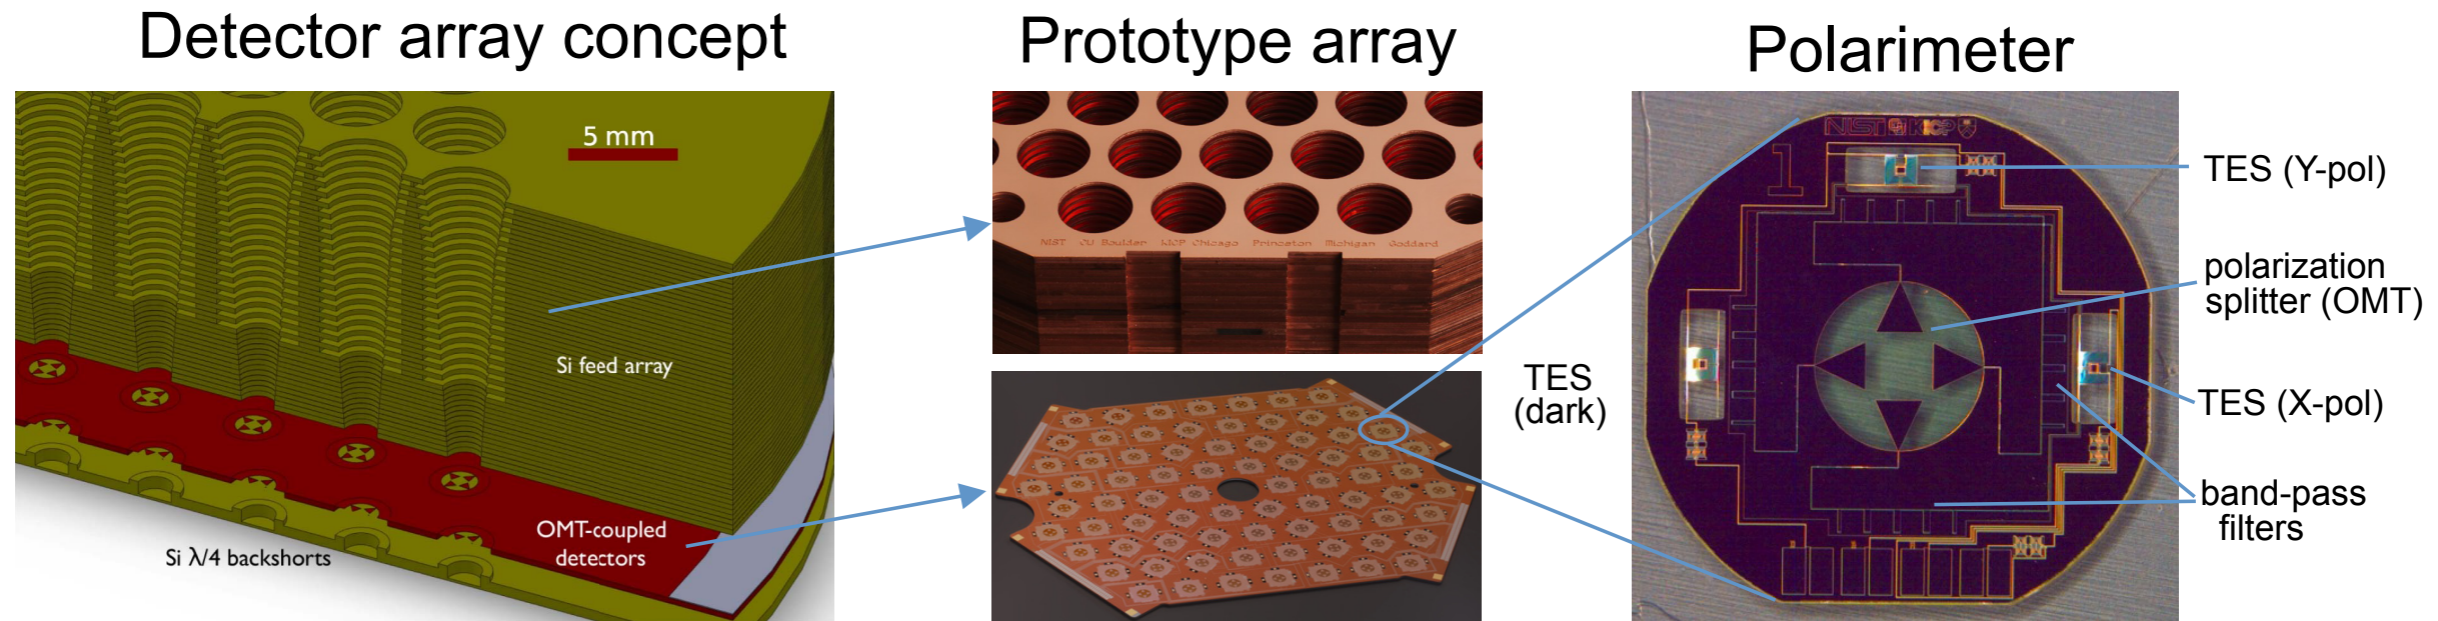 Detector array concept
Prototype array
Polarimeter
5 mm
Si feed array
OMT-coupled
detectors
Si λ/4 backshorts
NIST CU Boulder KICP Chicago Princeton Michigan Goddard
TES
(dark)
NIST KICP
1
TES (Y-pol)
polarization
splitter (OMT)
TES (X-pol)
band-pass
filters